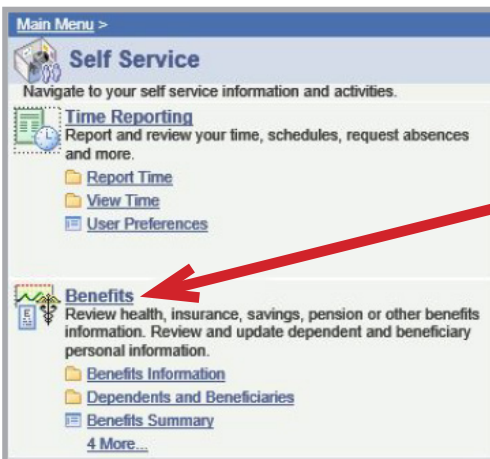 Main Menu >
Self Service
Navigate to your self service information and activities.
Time Reporting
Report and review your time, schedules, request absences
and more.
Report Time
View Time
User Preferences
Benefits
Review health, insurance, savings, pension or other benefits
information. Review and update dependent and beneficiary
personal information.
Benefits Information
Dependents and Beneficiaries
Benefits Summary
4 More...